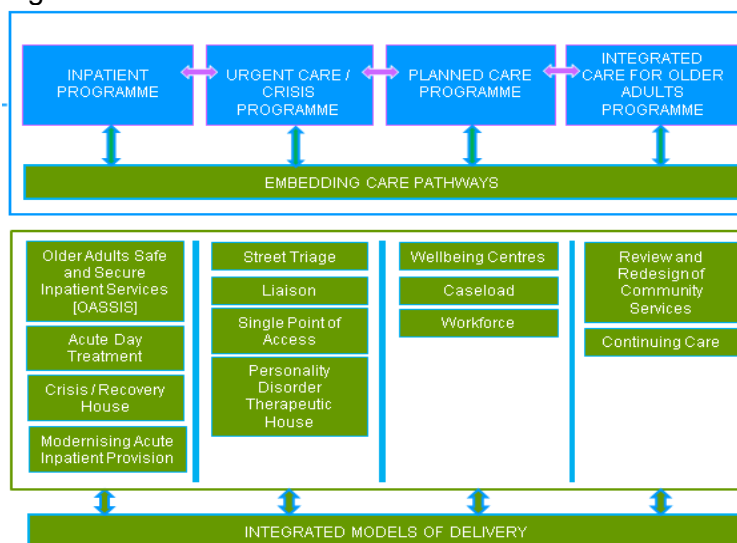 INPATIENT
PROGRAMME
URGENT CARE /
CRISIS
PROGRAMME
PLANNED CARE
PROGRAMME
INTEGRATED
CARE FOR OLDER
ADULTS
PROGRAMME
EMBEDDING CARE PATHWAYS
Older Adults Safe
and Secure
Inpatient Services
[OASSIS]
Acute Day
Treatment
Crisis / Recovery
House
Modernising Acute
Inpatient Provision
Street Triage
Liaison
Single Point of
Access
Personality
Disorder
Therapeutic
House
Wellbeing Centres
Caseload
Workforce
Review and
Redesign of
Community
Services
Continuing Care
INTEGRATED MODELS OF DELIVERY